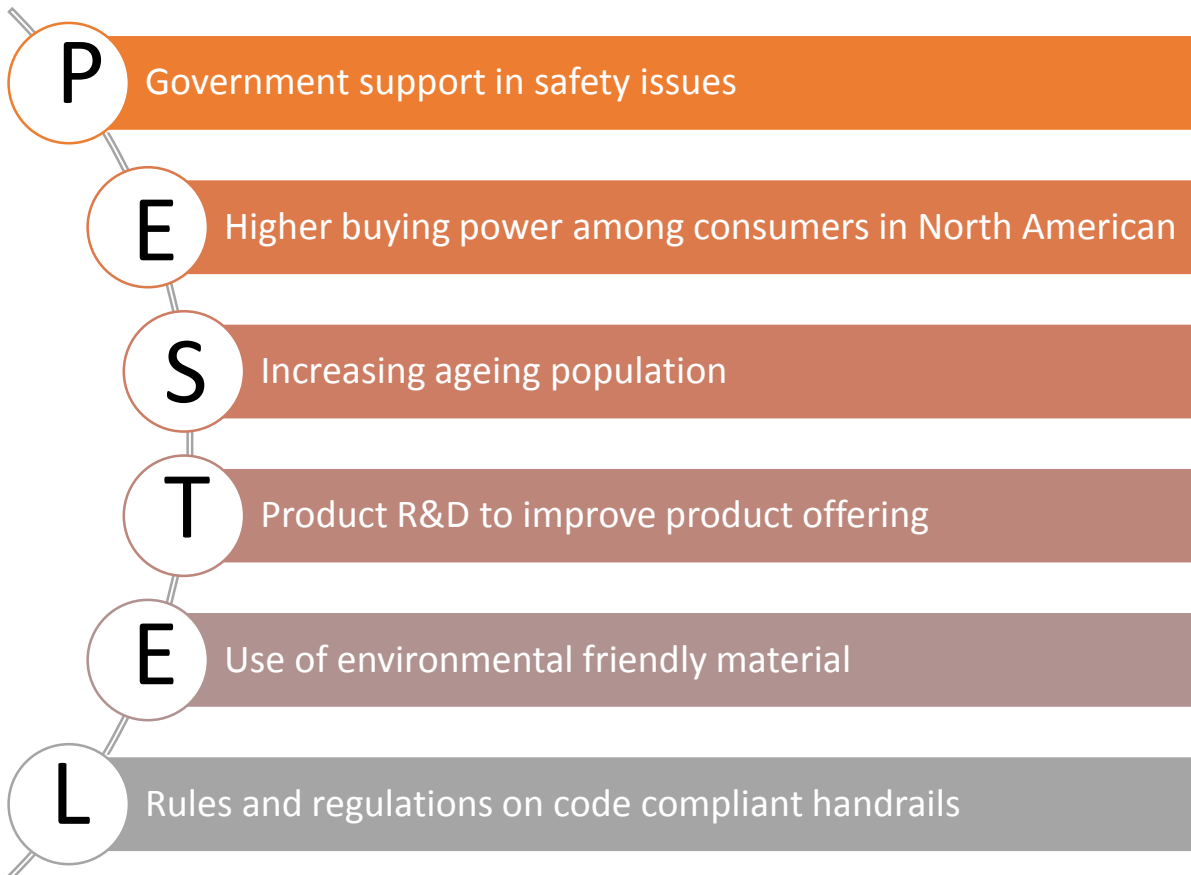 P
Government support in safety issues
E
Higher buying power among consumers in North American
S
Increasing ageing population
T
Product R&D to improve product offering
E
Use of environmental friendly material
L
Rules and regulations on code compliant handrails